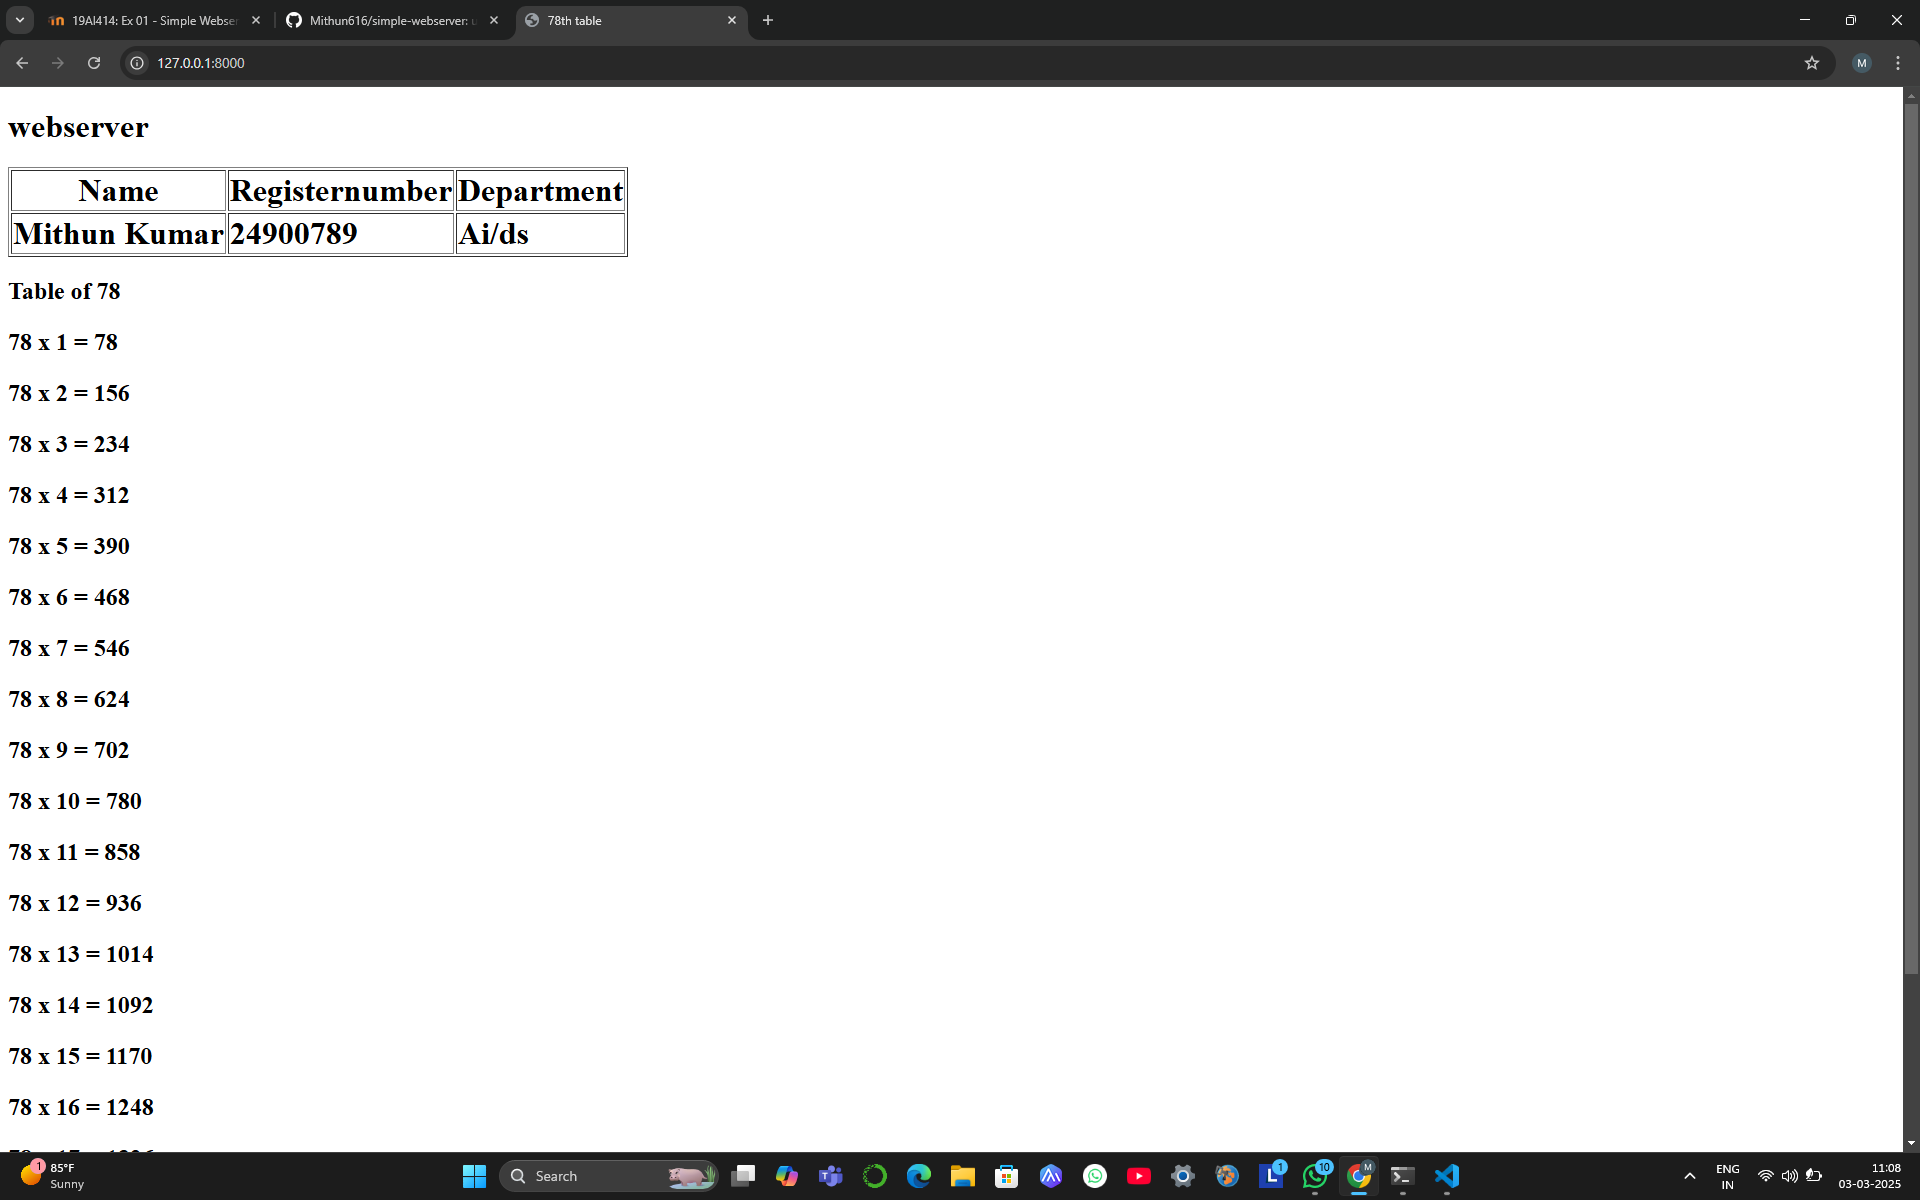 19AI414: Ex 01 - Simple Webser
Mithun616/simple-webserver: u
78th table
127.0.0.1:8000
M
webserver
Name Registernumber Department
Mithun Kumar 24900789 Ai/ds
Table of 78
78 x 1 = 78
78 x 2 = 156
78 x 3 = 234
78 x 4 = 312
78 x 5 = 390
78 x 6 = 468
78 x 7 = 546
78 x 8 = 624
78 x 9 = 702
78 x 10 = 780
78 x 11 = 858
78 x 12 = 936
78 x 13 = 1014
78 x 14 = 1092
78 x 15 = 1170
78 x 16 = 1248
1
85°F
Sunny
Search
1
10
M
ENG
IN
11:08
03-03-2025